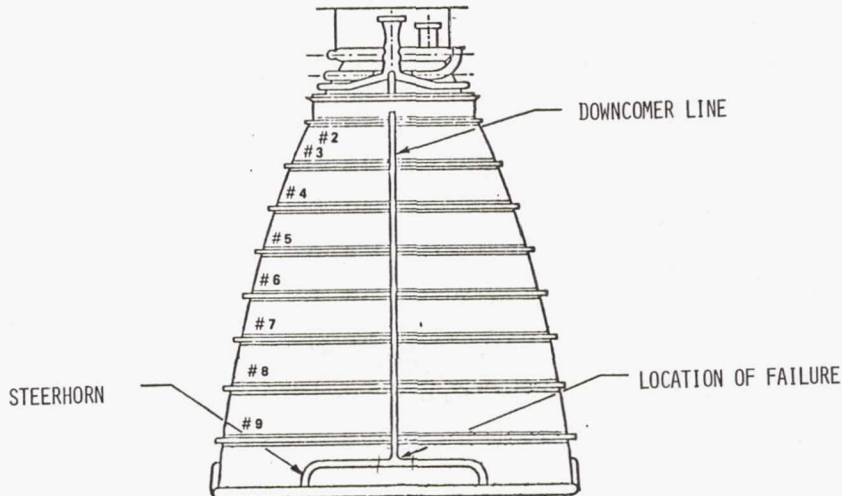 DOWNCOMER LINE
#2
#3
#4
#5
#6
#7
#8
LOCATION OF FAILURE
STEERHORN
#9